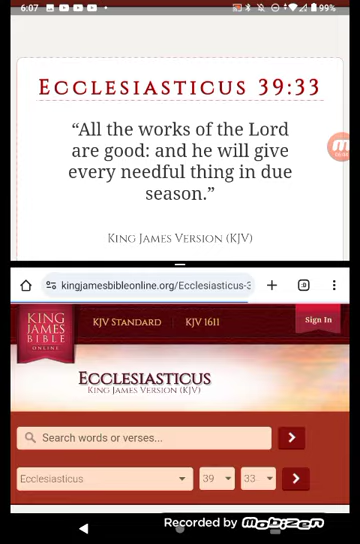 6:07
99%
Ecclesiasticus 39:33
“All the works of the Lord
are good: and he will give
every needful thing in due
season.”
King James Version (KJV)
kingjamesbibleonline.org/Ecclesiasticus-3
KING
JAMES
BIBLE
ONLINE
KJV Standard
KJV 1611
Sign In
Ecclesiasticus
King James Version (KJV)
Search words or verses...
Ecclesiasticus
39
33
Recorded by Mobizen